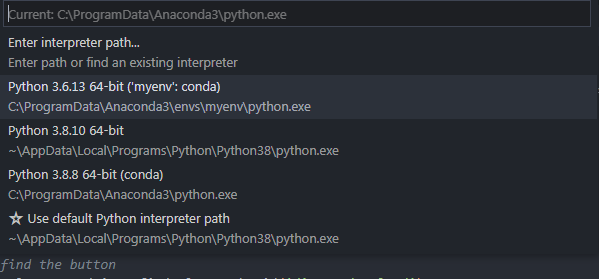 Current: C:\ProgramData\Anaconda3\python.exe
Enter interpreter path...
Enter path or find an existing interpreter
Python 3.6.13 64-bit ('myenv': conda)
C:\ProgramData\Anaconda3\envs\myenv\python.exe
Python 3.8.10 64-bit
~\AppData\Local\Programs\Python\Python38\python.exe
Python 3.8.8 64-bit (conda)
C:\ProgramData\Anaconda3\python.exe
☆ Use default Python interpreter path
~\AppData\Local\Programs\Python\Python38\python.exe
find the button